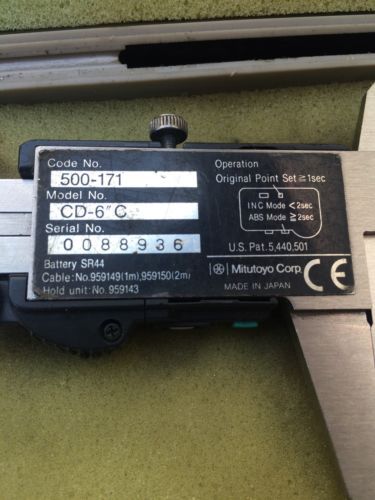 Code No.
500-171
Model No.
CD-6"C
Serial No.
0088936
Battery SR44
Cable: No.959149(1m),959150(2m)
Hold unit: No.959143
Operation
Original Point Set ≧1sec
INC Mode <2sec
ABS Mode ≧2sec
U.S. Pat. 5,440,501
Mitutoyo Corp.
MADE IN JAPAN
CE